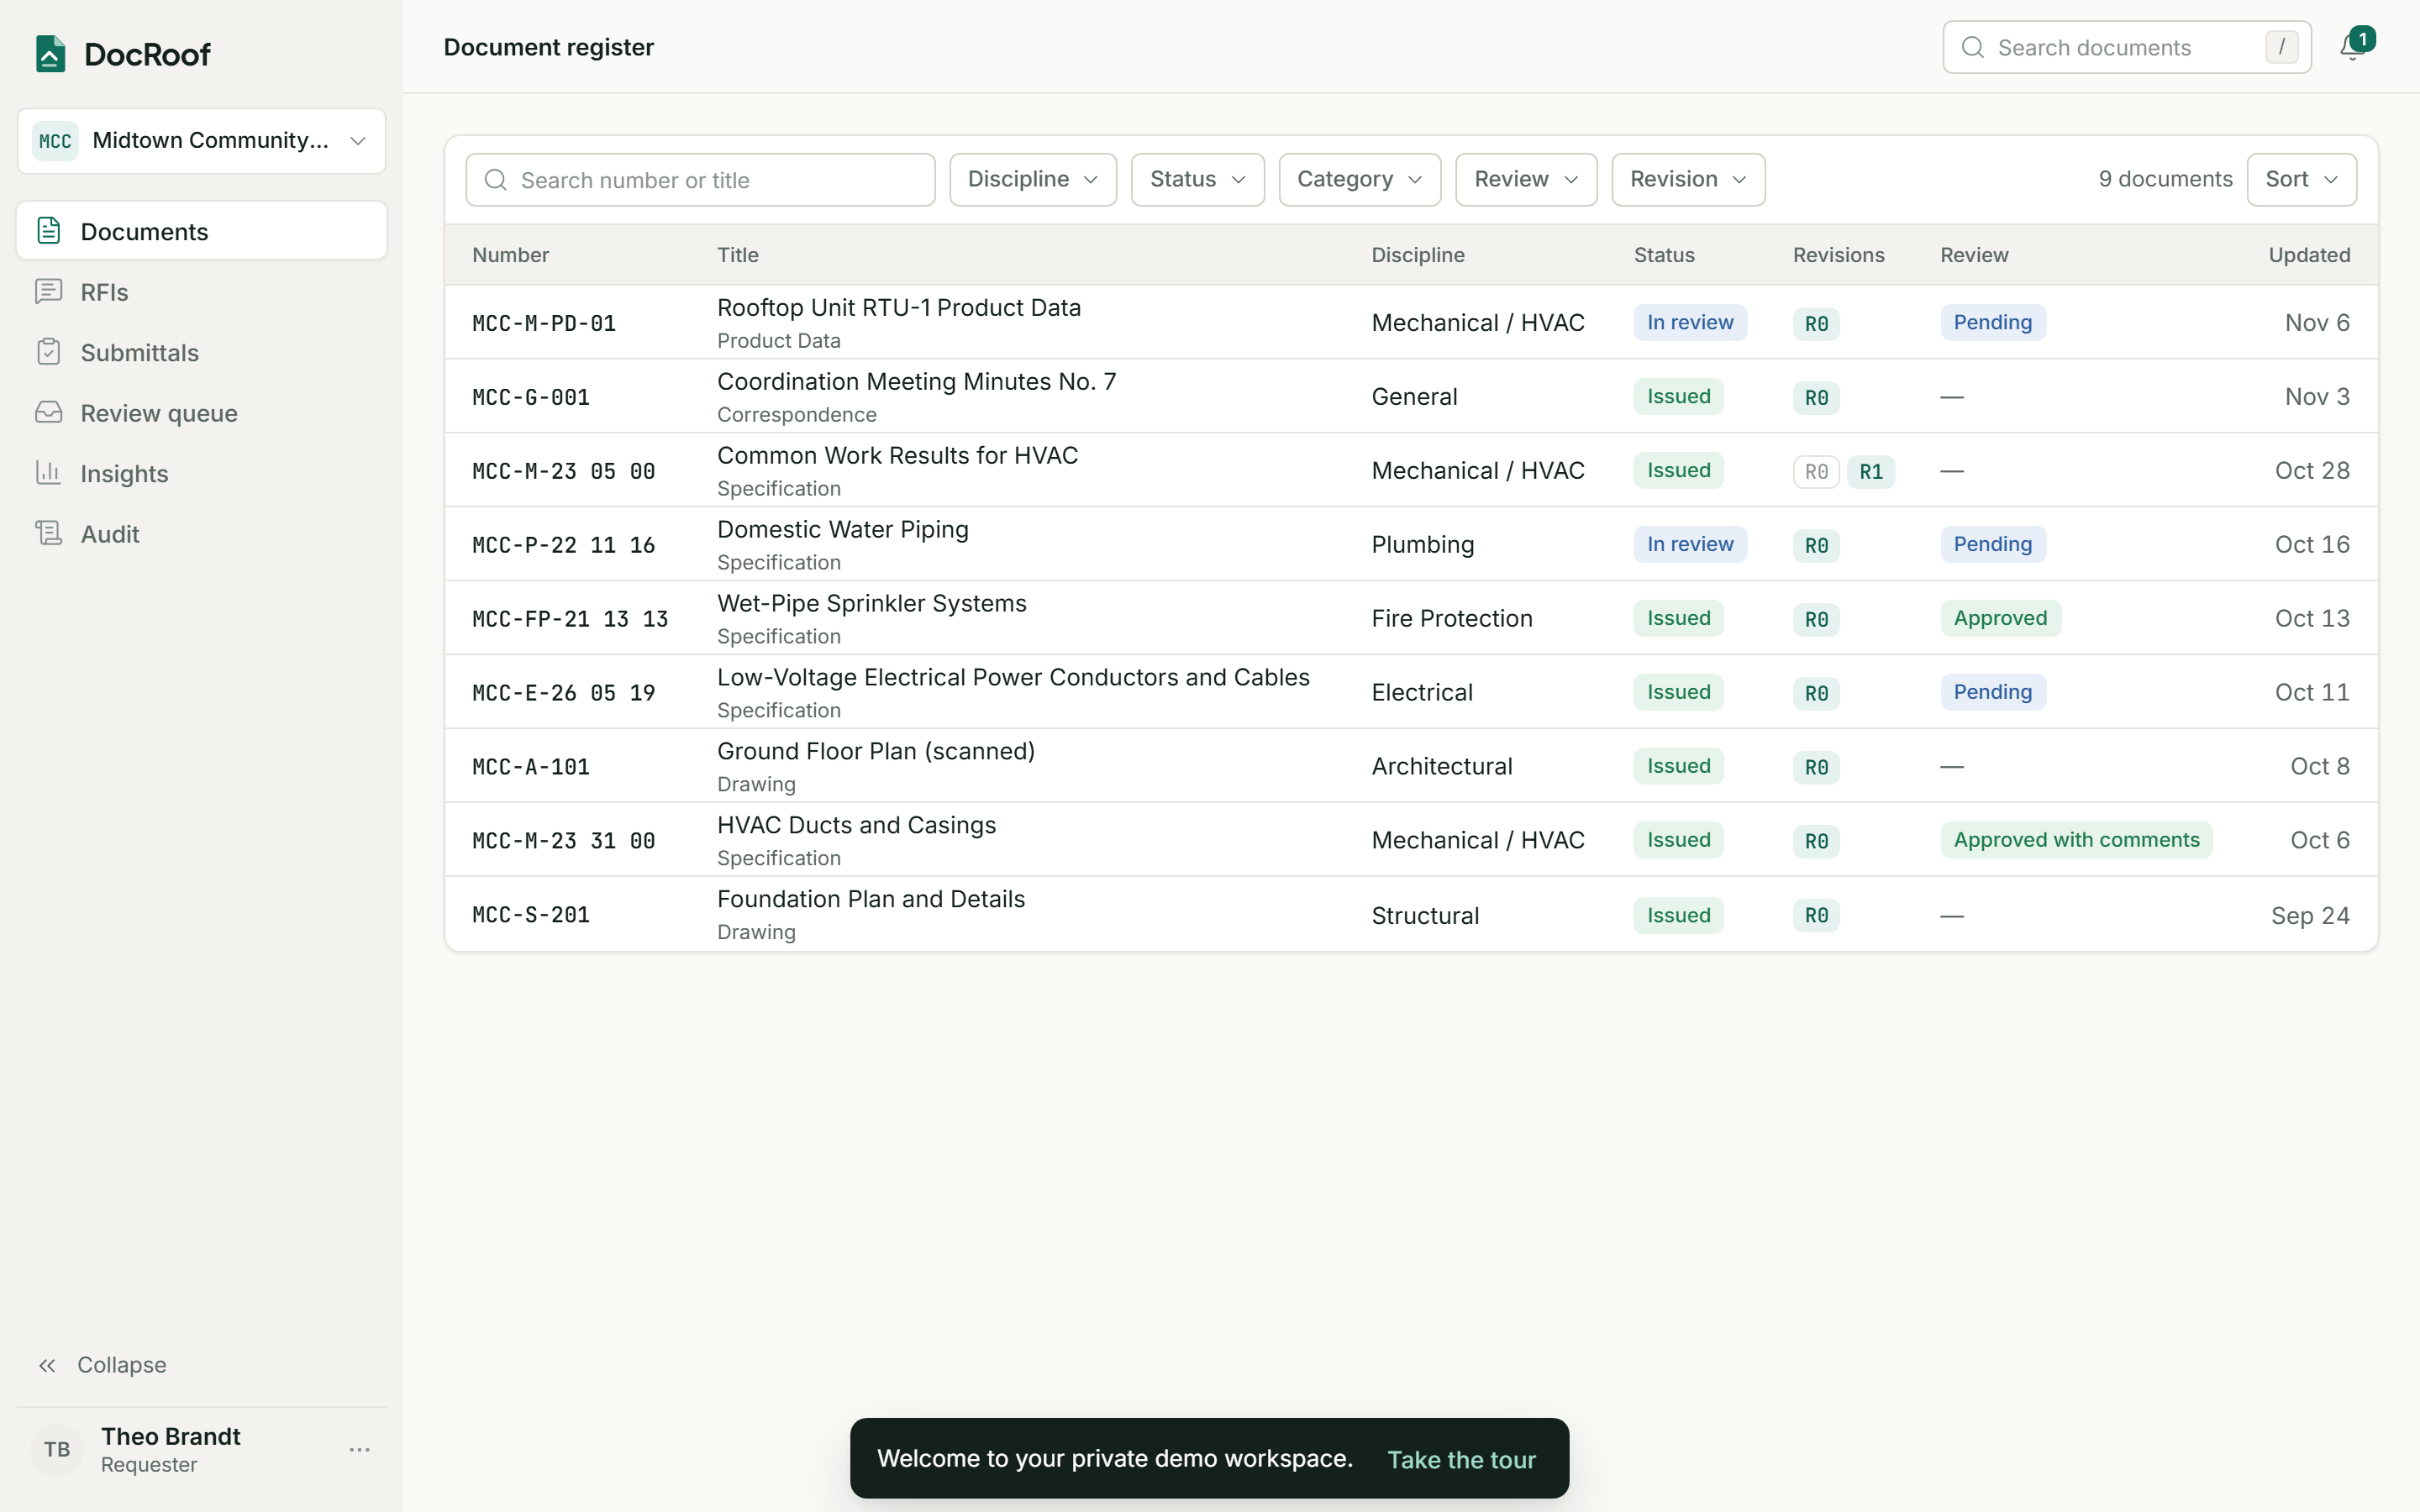 DocRoof
MCC Midtown Community...
Documents
RFIs
Submittals
Review queue
Insights
Audit
Collapse
TB Theo Brandt
Requester
Document register
Search documents /
1
Search number or title Discipline Status Category Review Revision 9 documents Sort
Number Title Discipline Status Revisions Review Updated
MCC-M-PD-01 Rooftop Unit RTU-1 Product Data Mechanical / HVAC In review R0 Pending Nov 6
Product Data
MCC-G-001 Coordination Meeting Minutes No. 7 General Issued R0 — Nov 3
Correspondence
MCC-M-23 05 00 Common Work Results for HVAC Mechanical / HVAC Issued R0 R1 — Oct 28
Specification
MCC-P-22 11 16 Domestic Water Piping Plumbing In review R0 Pending Oct 16
Specification
MCC-FP-21 13 13 Wet-Pipe Sprinkler Systems Fire Protection Issued R0 Approved Oct 13
Specification
MCC-E-26 05 19 Low-Voltage Electrical Power Conductors and Cables Electrical Issued R0 Pending Oct 11
Specification
MCC-A-101 Ground Floor Plan (scanned) Architectural Issued R0 — Oct 8
Drawing
MCC-M-23 31 00 HVAC Ducts and Casings Mechanical / HVAC Issued R0 Approved with comments Oct 6
Specification
MCC-S-201 Foundation Plan and Details Structural Issued R0 — Sep 24
Drawing
Welcome to your private demo workspace. Take the tour